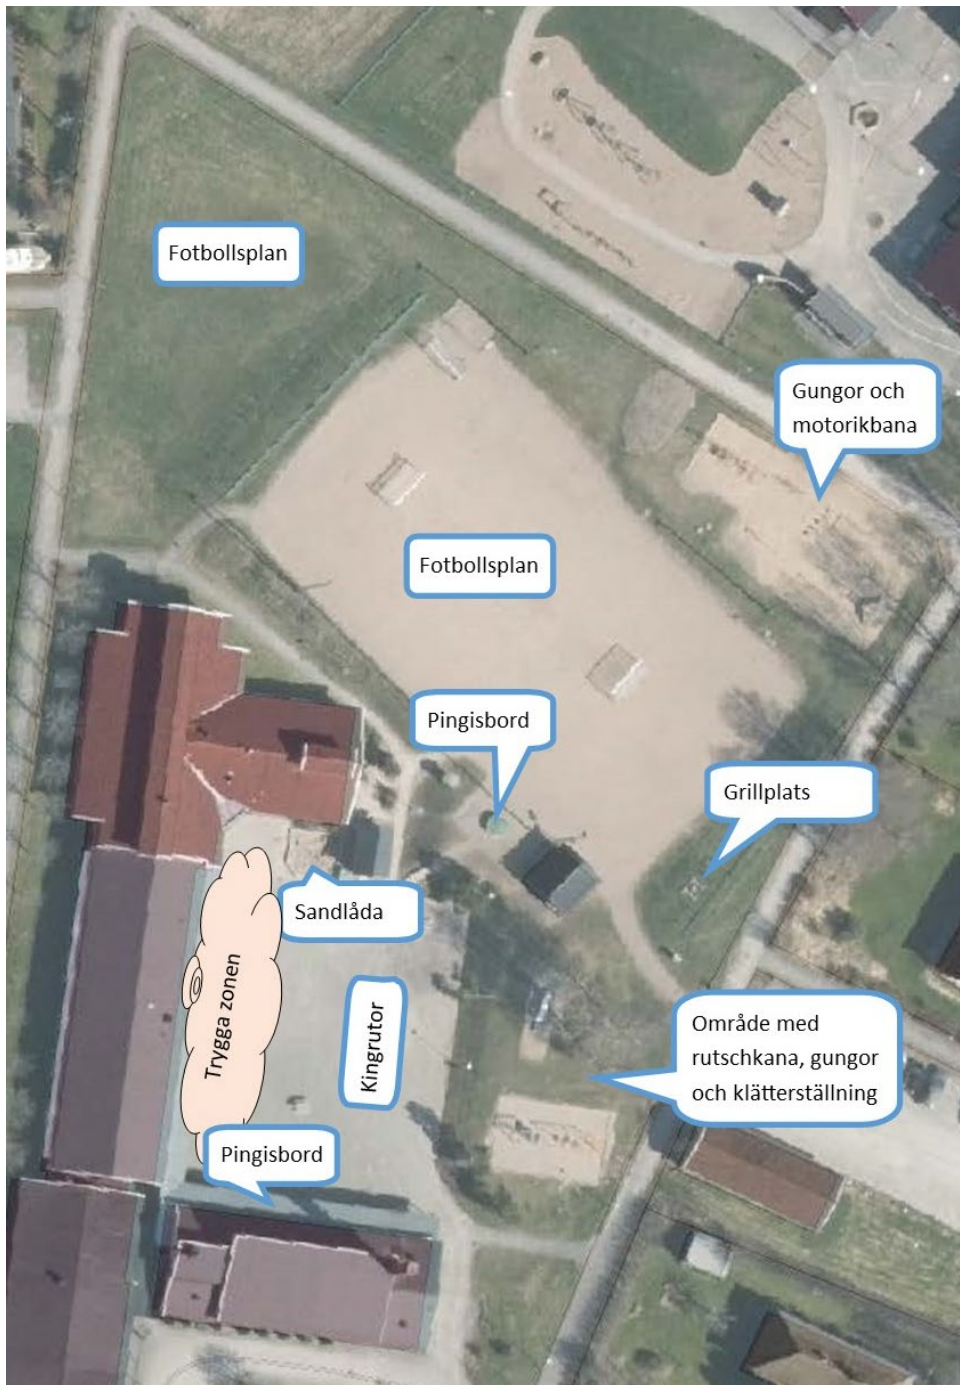 Fotbollsplan
Gungor och
motorikbana
Fotbollsplan
Pingisbord
Grillplats
Sandlåda
Trygga zonen
Kingrutor
Område med
rutschkana, gungor
och klätterställning
Pingisbord